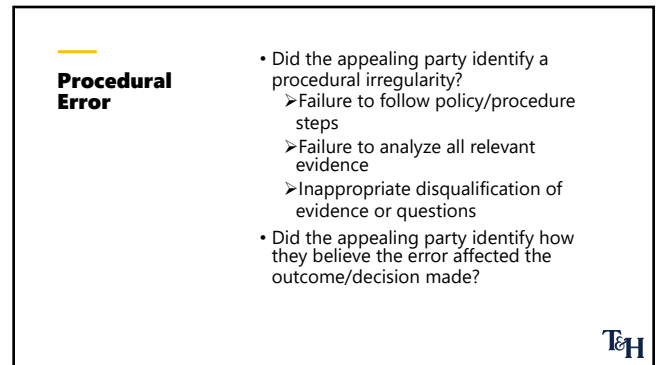 Procedural
Error
• Did the appealing party identify a
procedural irregularity?
➢Failure to follow policy/procedure
steps
➢Failure to analyze all relevant
evidence
➢Inappropriate disqualification of
evidence or questions
• Did the appealing party identify how
they believe the error affected the
outcome/decision made?
T&H